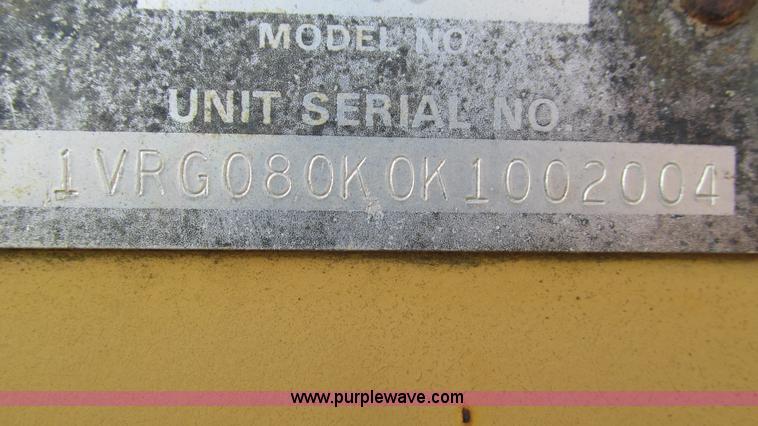 MODEL NO.
UNIT SERIAL NO.
1VRG080K0K1002004
www.purplewave.com